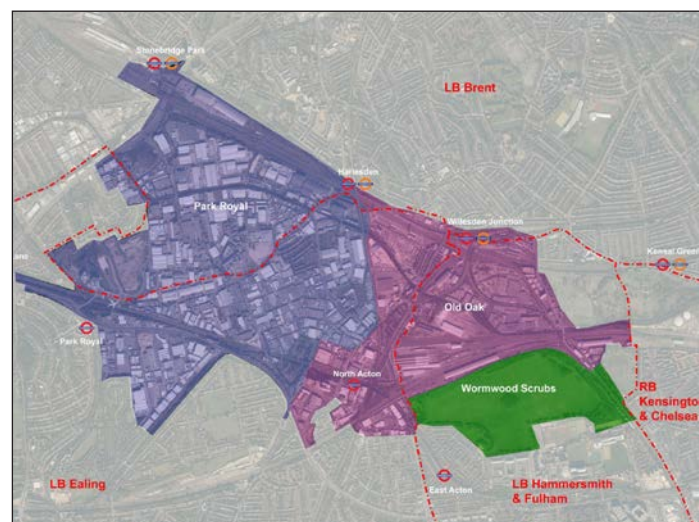 Stonebridge Park
LB Brent
Harlesden
Park Royal
Willesden Junction
Kensal Green
Old Oak
Park Royal
North Acton
Wormwood Scrubs
RB
Kensington
& Chelsea
East Acton
LB Ealing
LB Hammersmith
& Fulham